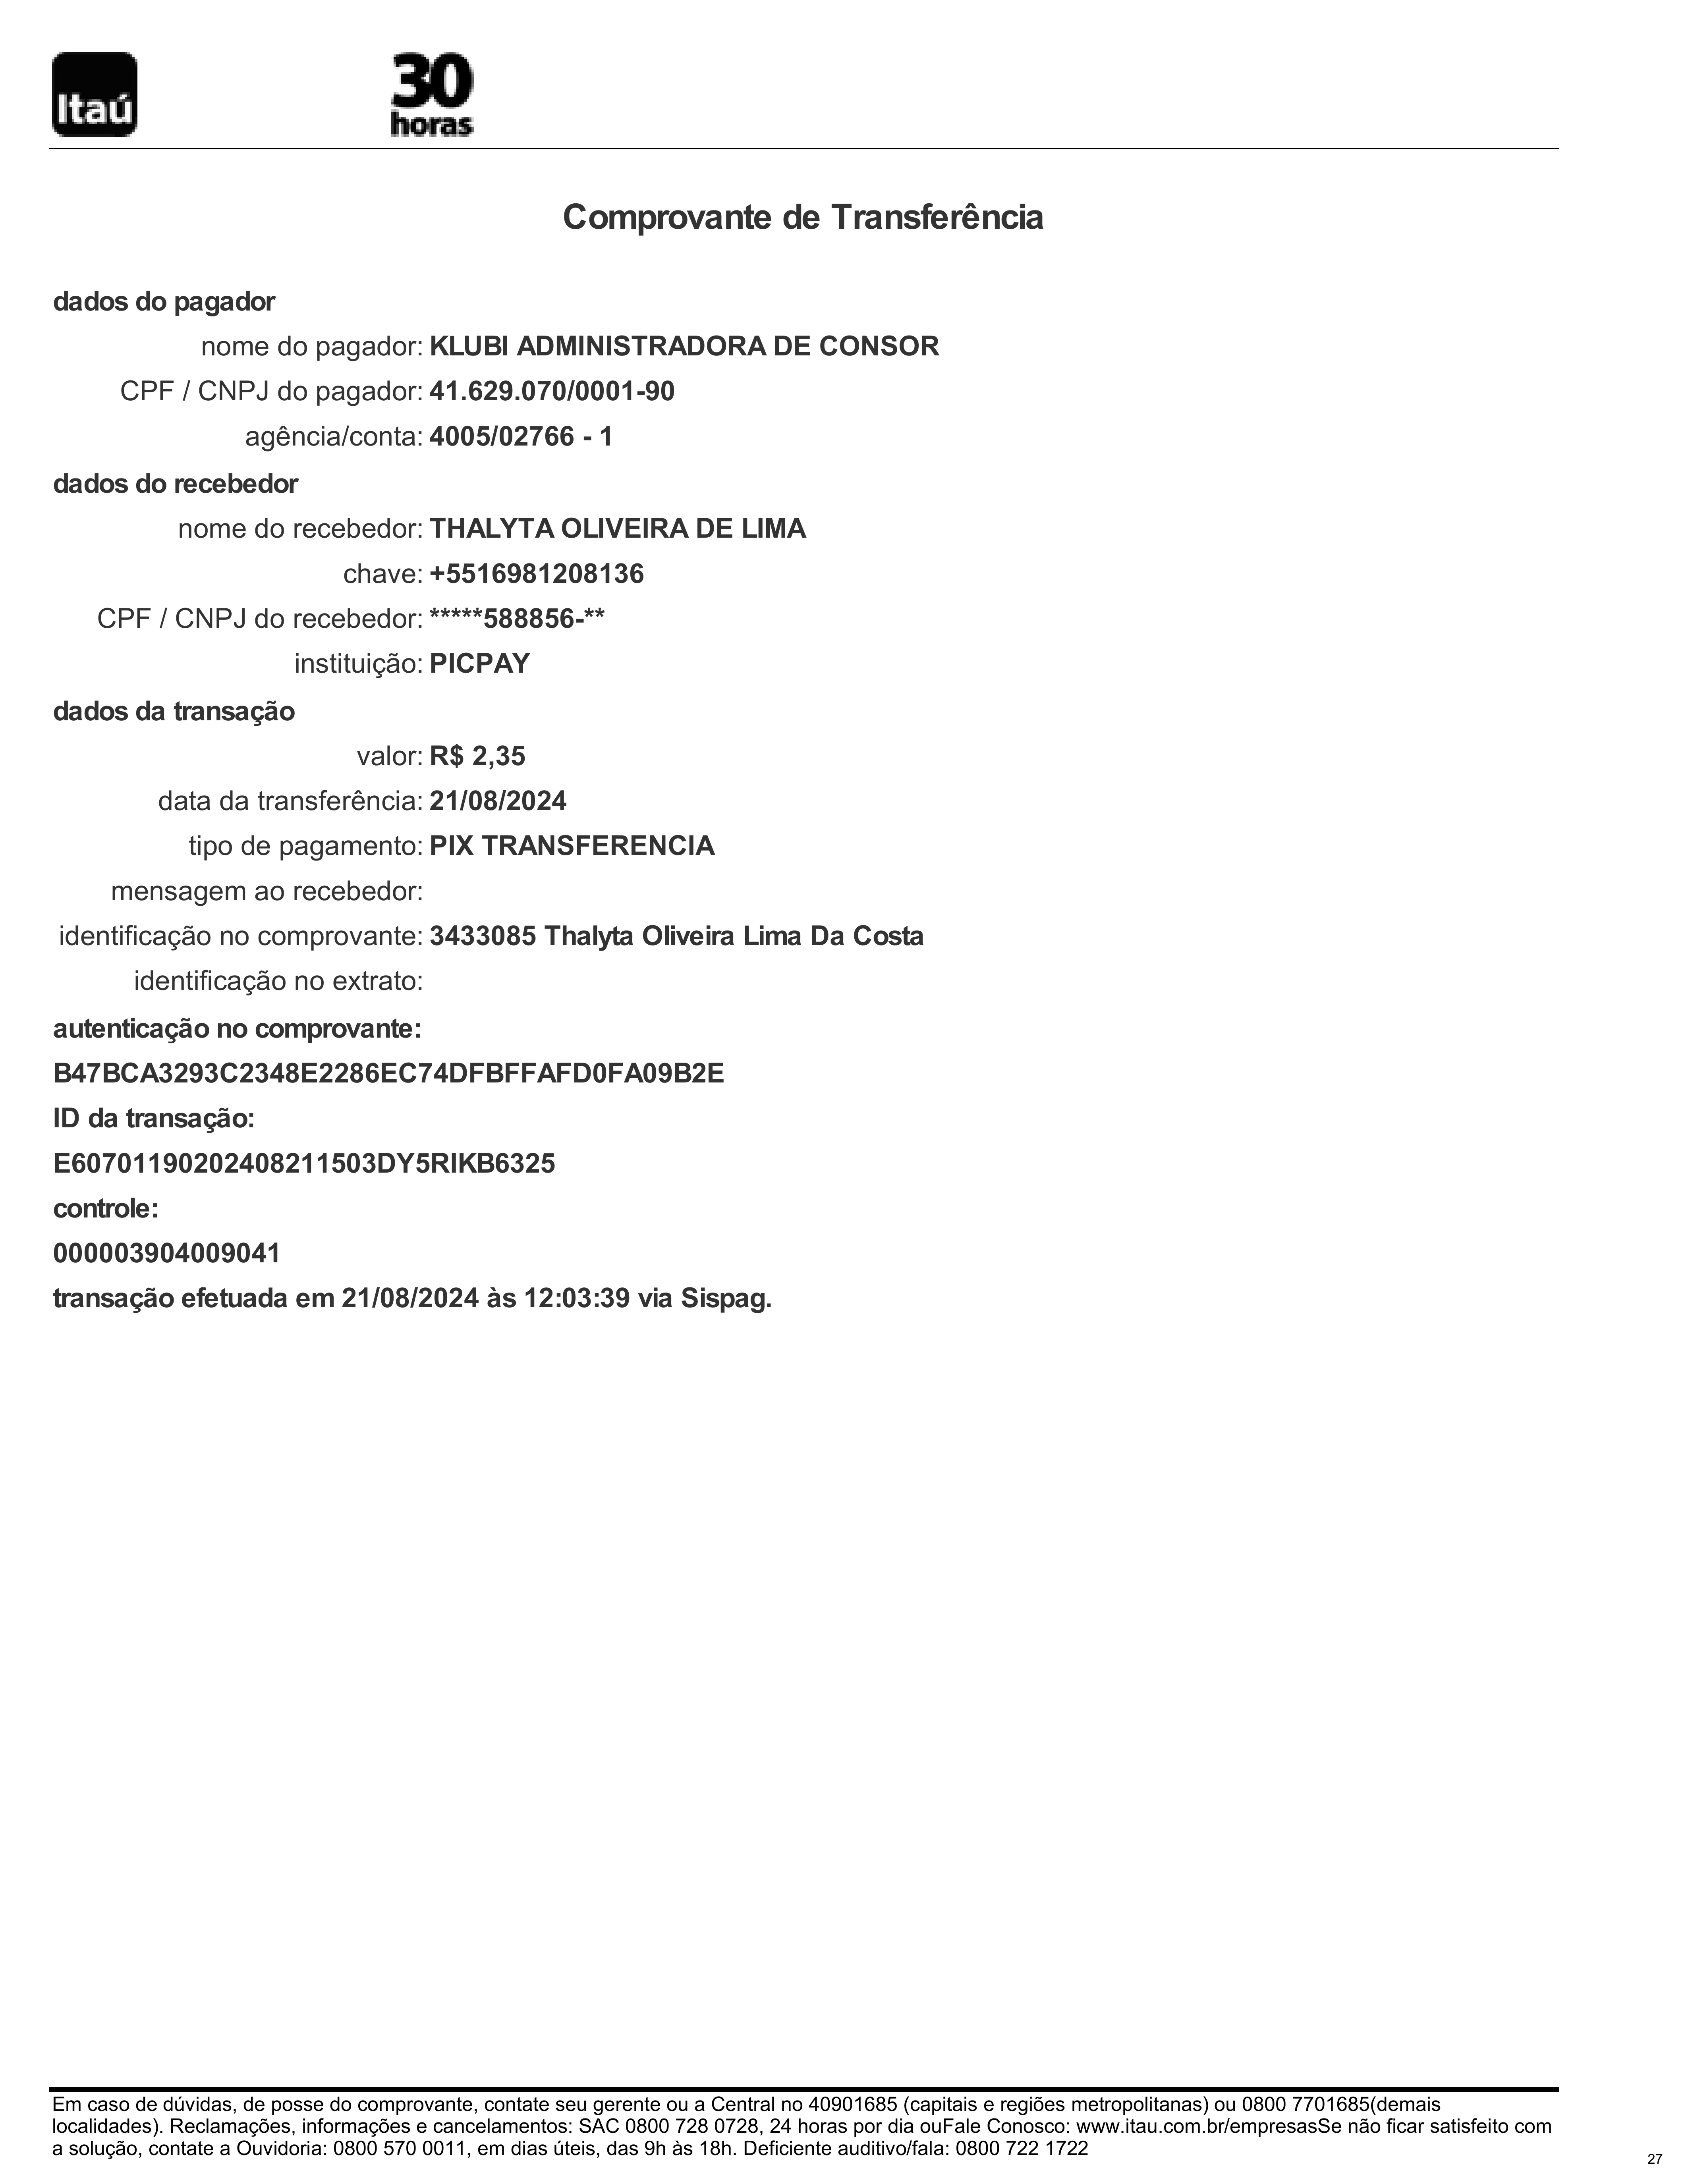 Itaú
30
horas
Comprovante de Transferência
dados do pagador
nome do pagador: KLUBI ADMINISTRADORA DE CONSOR
CPF / CNPJ do pagador: 41.629.070/0001-90
agência/conta: 4005/02766 - 1
dados do recebedor
nome do recebedor: THALYTA OLIVEIRA DE LIMA
chave: +5516981208136
CPF / CNPJ do recebedor: *****588856-**
instituição: PICPAY
dados da transação
valor: R$ 2,35
data da transferência: 21/08/2024
tipo de pagamento: PIX TRANSFERENCIA
mensagem ao recebedor:
identificação no comprovante: 3433085 Thalyta Oliveira Lima Da Costa
identificação no extrato:
autenticação no comprovante:
B47BCA3293C2348E2286EC74DFBFFAFD0FA09B2E
ID da transação:
E60701190202408211503DY5RIKB6325
controle:
000003904009041
transação efetuada em 21/08/2024 às 12:03:39 via Sispag.
Em caso de dúvidas, de posse do comprovante, contate seu gerente ou a Central no 40901685 (capitais e regiões metropolitanas) ou 0800 7701685(demais
localidades). Reclamações, informações e cancelamentos: SAC 0800 728 0728, 24 horas por dia ouFale Conosco: www.itau.com.br/empresasSe não ficar satisfeito com
a solução, contate a Ouvidoria: 0800 570 0011, em dias úteis, das 9h às 18h. Deficiente auditivo/fala: 0800 722 1722
27